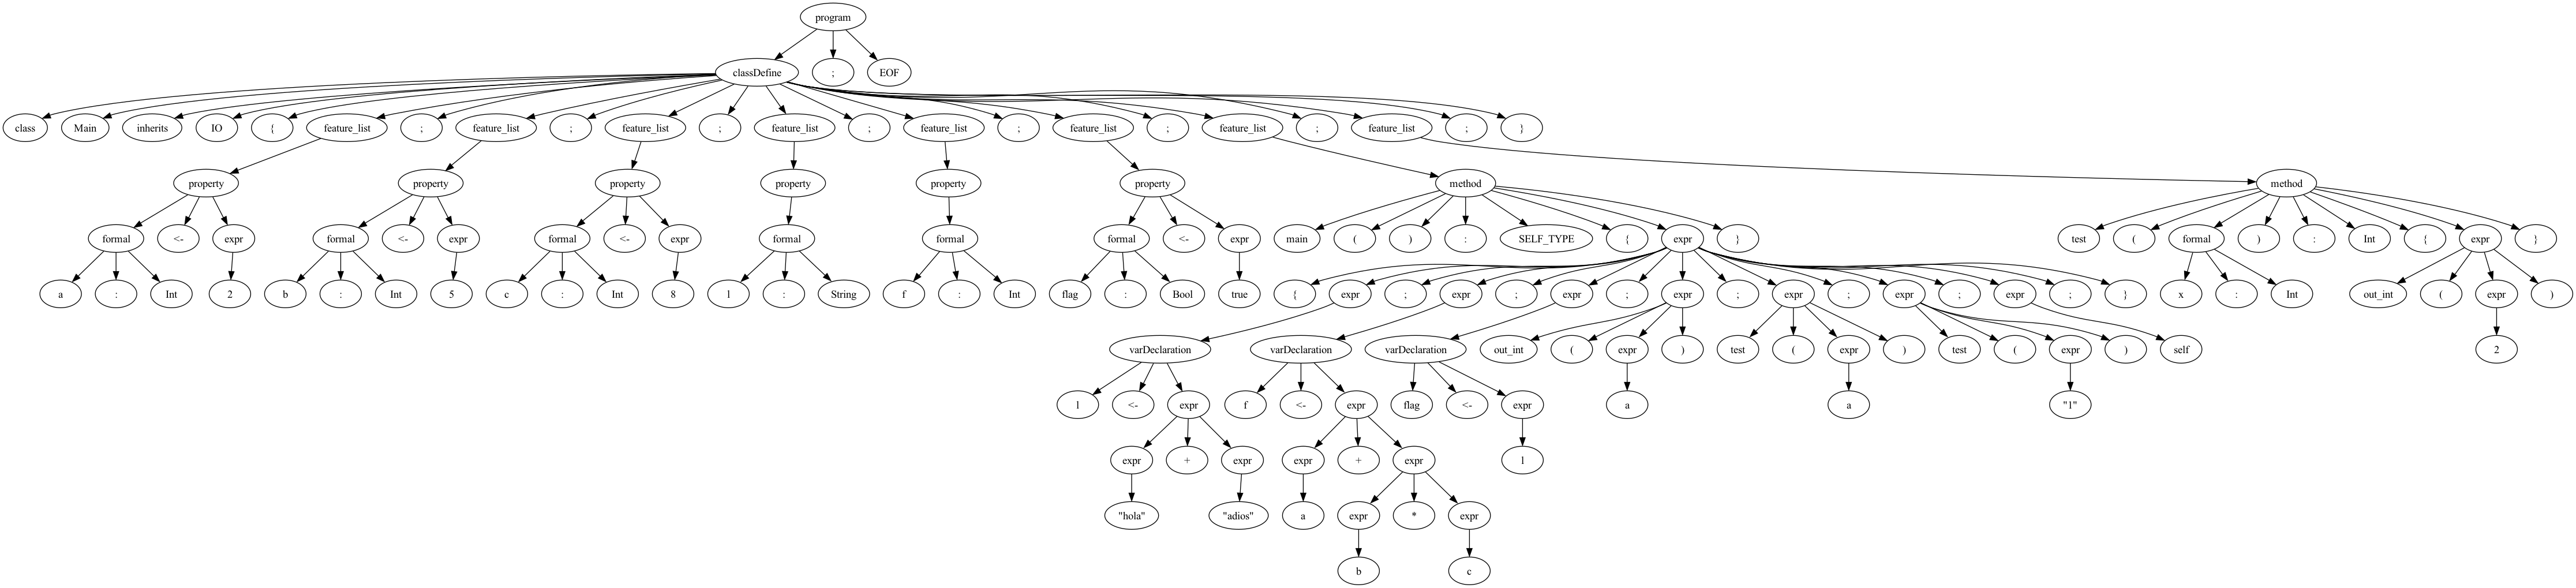 program
classDefine ; EOF
class Main inherits IO { feature_list ; feature_list ; feature_list ; feature_list ; feature_list ; feature_list ; feature_list ; feature_list ; }
property property property property property property method method
formal <- expr formal <- expr formal <- expr formal formal formal <- expr main ( ) : SELF_TYPE { expr } test ( formal ) : Int { expr }
a : Int 2 b : Int 5 c : Int 8 l : String f : Int flag : Bool true { expr ; expr ; expr ; expr ; expr ; expr ; expr ; } x : Int out_int ( expr )
varDeclaration varDeclaration varDeclaration out_int ( expr ) test ( expr ) test ( expr ) self 2
l <- expr f <- expr flag <- expr a a "1"
expr + expr expr + expr 1
"hola" "adios" a expr * expr
b c